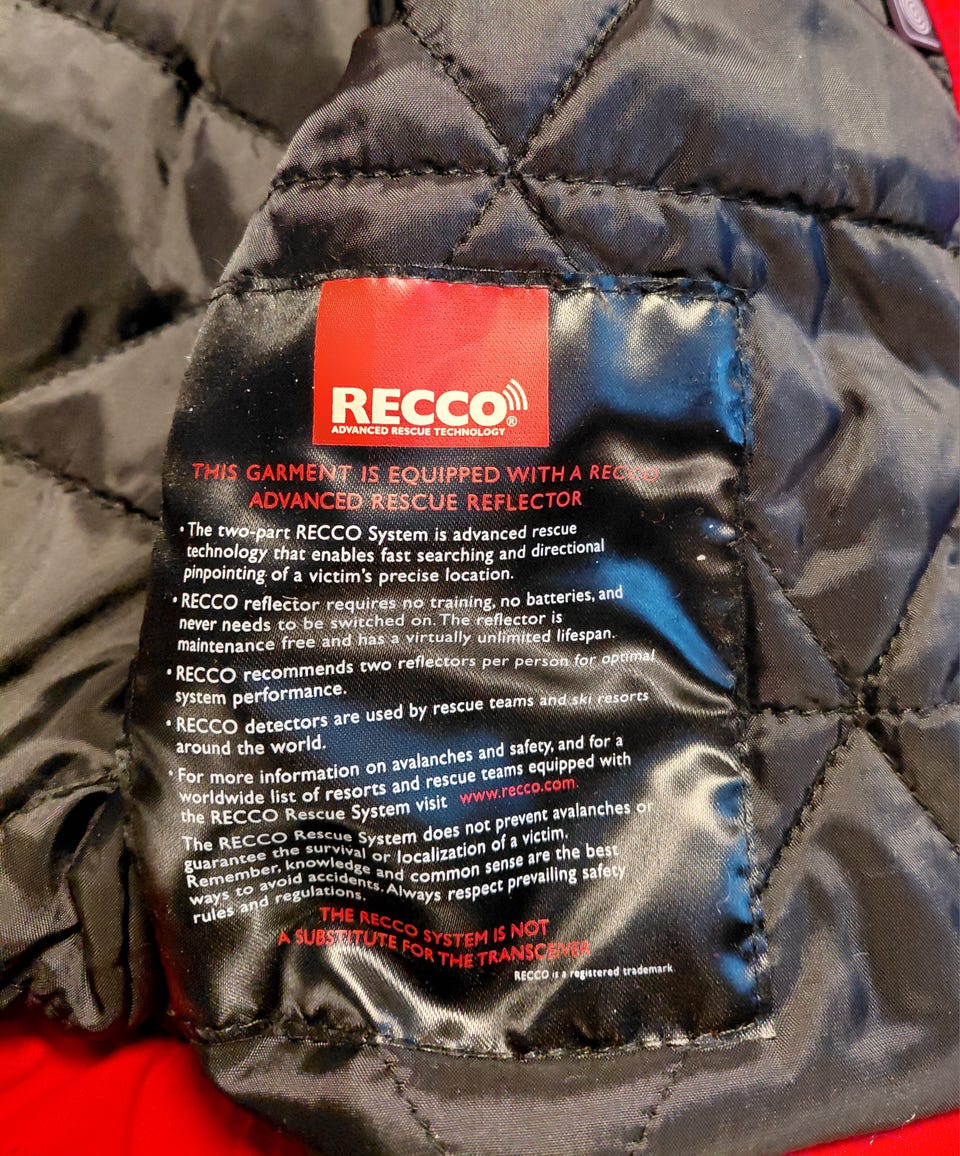 RECCO®
ADVANCED RESCUE TECHNOLOGY
THIS GARMENT IS EQUIPPED WITH A RECCO
ADVANCED RESCUE REFLECTOR
• The two-part RECCO System is advanced rescue
technology that enables fast searching and directional
pinpointing of a victim's precise location.
• RECCO reflector requires no training, no batteries, and
never needs to be switched on. The reflector is
maintenance free and has a virtually unlimited lifespan.
• RECCO recommends two reflectors per person for optimal
system performance.
• RECCO detectors are used by rescue teams and ski resorts
around the world.
• For more information on avalanches and safety, and for a
worldwide list of resorts and rescue teams equipped with
the RECCO Rescue System visit www.recco.com.
The RECCO Rescue System does not prevent avalanches or
guarantee the survival or localization of a victim.
Remember, knowledge and common sense are the best
ways to avoid accidents. Always respect prevailing safety
rules and regulations.
THE RECCO SYSTEM IS NOT
A SUBSTITUTE FOR THE TRANSCEIVER
RECCO is a registered trademark